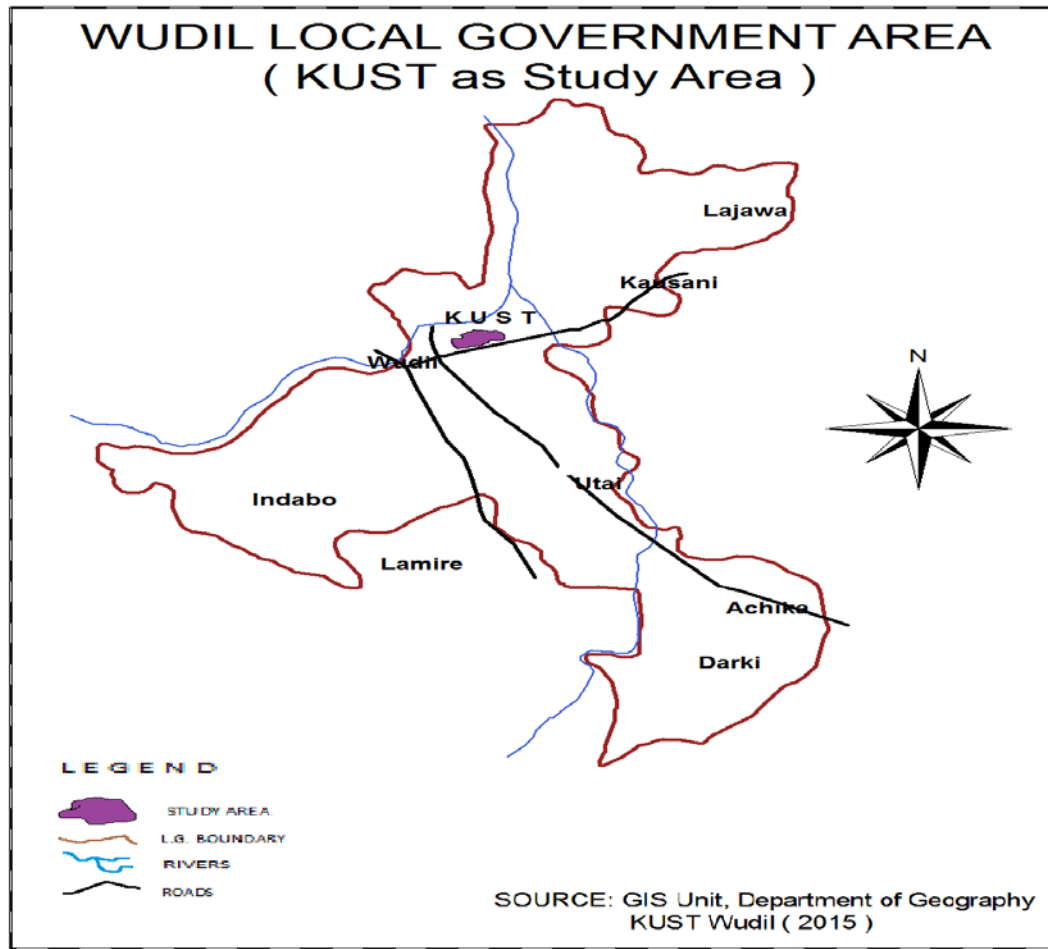 WUDIL LOCAL GOVERNMENT AREA
( KUST as Study Area )
Lajawa
Kausani
K U S T
Wudil
N
Utai
Indabo
Lamire
Achika
Darki
L E G E N D
STUDY AREA
L.G. BOUNDARY
RIVERS
ROADS
SOURCE: GIS Unit, Department of Geography
KUST Wudil ( 2015 )